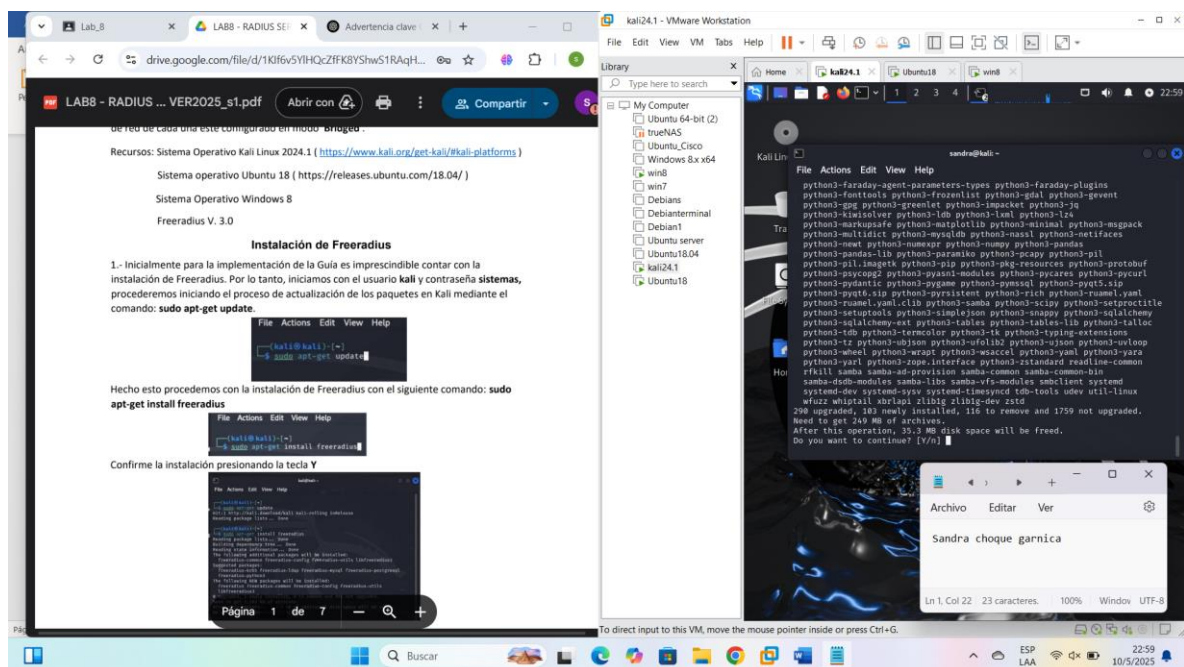 Lab_8
LAB8 - RADIUS SEI
Advertencia clave
drive.google.com/file/d/1KIf6v5YlHQcZfFK8YShwS1RAqH...
LAB8 - RADIUS ... VER2025_s1.pdf
Abrir con
Compartir
de red de cada una este configurado en modo "Bridged".
Recursos: Sistema Operativo Kali Linux 2024.1 ( https://www.kali.org/get-kali/#kali-platforms )
Sistema operativo Ubuntu 18 ( https://releases.ubuntu.com/18.04/ )
Sistema Operativo Windows 8
Freeradius V. 3.0
Instalación de Freeradius
1.- Inicialmente para la implementación de la Guía es imprescindible contar con la
instalación de Freeradius. Por lo tanto, iniciamos con el usuario kali y contraseña sistemas,
procederemos iniciando el proceso de actualización de los paquetes en Kali mediante el
comando: sudo apt-get update.
File Actions Edit View Help
(kali㉿kali)-[~]
$ sudo apt-get update
Hecho esto procedemos con la instalación de Freeradius con el siguiente comando: sudo
apt-get install freeradius
File Actions Edit View Help
(kali㉿kali)-[~]
$ sudo apt-get install freeradius
Confirme la instalación presionando la tecla Y
File Actions Edit View Help
Página 1 de 7
kali24.1 - VMware Workstation
File Edit View VM Tabs Help
Library
Type here to search
My Computer
Ubuntu 64-bit (2)
trueNAS
Ubuntu_Cisco
Windows 8.x x64
win8
win7
Debians
Debianterminal
Debian1
Ubuntu server
Ubuntu18.04
kali24.1
Ubuntu18
Home
kali24.1
Ubuntu18
win8
1 2 3 4
22:59
Kali Lin
sandra@kali: ~
File Actions Edit View Help
python3-faraday-agent-parameters-types python3-faraday-plugins
python3-fonttools python3-frozenlist python3-gdal python3-gevent
python3-gpg python3-greenlet python3-impacket python3-jq
python3-kiwisolver python3-ldb python3-lxml python3-lz4
python3-markupsafe python3-matplotlib python3-minimal python3-msgpack
python3-multidict python3-mysqldb python3-nassl python3-netifaces
python3-newt python3-numexpr python3-numpy python3-pandas
python3-pandas-lib python3-paramiko python3-pcapy python3-pil
python3-pil.imagetk python3-pip python3-pkg-resources python3-protobuf
python3-psycopg2 python3-pyasn1-modules python3-pycares python3-pycurl
python3-pydantic python3-pygame python3-pymssql python3-pyqt5.sip
python3-pyqt6.sip python3-pyrsistent python3-rich python3-ruamel.yaml
python3-ruamel.yaml.clib python3-samba python3-scipy python3-setproctitle
python3-setuptools python3-simplejson python3-snappy python3-sqlalchemy
python3-sqlalchemy-ext python3-tables python3-tables-lib python3-talloc
python3-tdb python3-termcolor python3-tk python3-typing-extensions
python3-tz python3-ubjson python3-ufolib2 python3-ujson python3-uvloop
python3-wheel python3-wrapt python3-wsaccel python3-yaml python3-yara
python3-yarl python3-zope.interface python3-zstandard readline-common
rfkill samba samba-ad-provision samba-common samba-common-bin
samba-dsdb-modules samba-libs samba-vfs-modules smbclient systemd
systemd-dev systemd-sysv systemd-timesyncd tdb-tools udev util-linux
wfuzz whiptail xbrlapi zlib1g zlib1g-dev zstd
290 upgraded, 103 newly installed, 116 to remove and 1759 not upgraded.
Need to get 249 MB of archives.
After this operation, 35.3 MB disk space will be freed.
Do you want to continue? [Y/n]
Archivo Editar Ver
Sandra choque garnica
Ln 1, Col 22 23 caracteres. 100% Window UTF-8
To direct input to this VM, move the mouse pointer inside or press Ctrl+G.
Buscar
ESP
LAA
22:59
10/5/2025